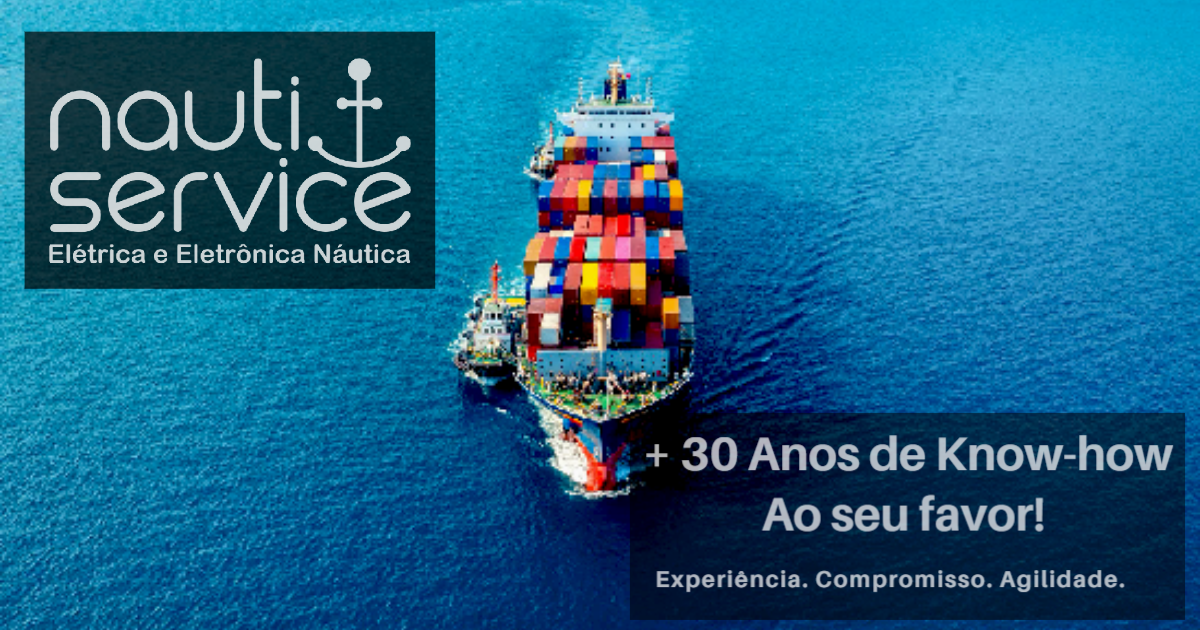 nauti
service
Elétrica e Eletrônica Náutica
+ 30 Anos de Know-how
Ao seu favor!
Experiência. Compromisso. Agilidade.